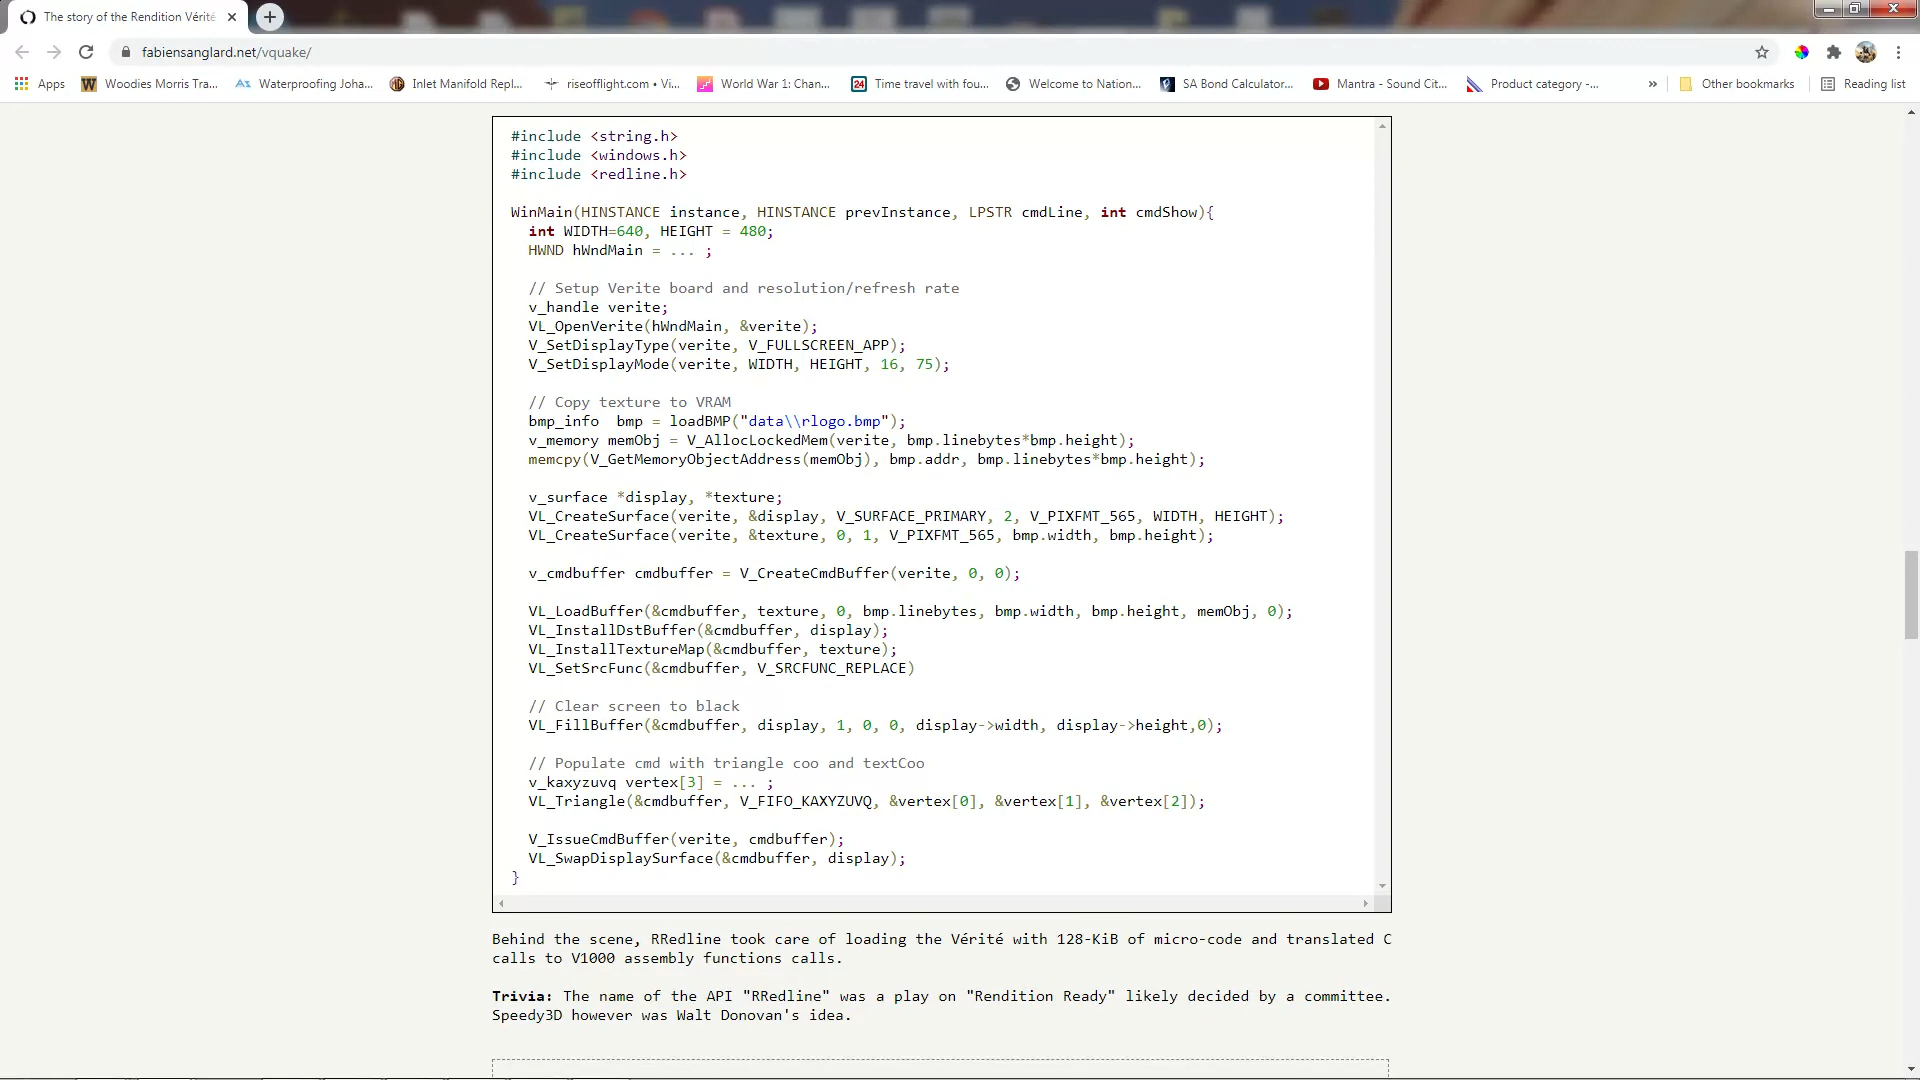 The story of the Rendition Vérité
fabiensanglard.net/vquake/
Apps Woodies Morris Tra... Waterproofing Joha... Inlet Manifold Repl... riseofflight.com • Vi... World War 1: Chan... 24 Time travel with fou... Welcome to Nation... SA Bond Calculator... Mantra - Sound Cit... Product category -... » Other bookmarks Reading list
#include <string.h>
#include <windows.h>
#include <redline.h>
WinMain(HINSTANCE instance, HINSTANCE prevInstance, LPSTR cmdLine, int cmdShow){
int WIDTH=640, HEIGHT = 480;
HWND hWndMain = ... ;
// Setup Verite board and resolution/refresh rate
v_handle verite;
VL_OpenVerite(hWndMain, &verite);
V_SetDisplayType(verite, V_FULLSCREEN_APP);
V_SetDisplayMode(verite, WIDTH, HEIGHT, 16, 75);
// Copy texture to VRAM
bmp_info  bmp = loadBMP("data\\rlogo.bmp");
v_memory memObj = V_AllocLockedMem(verite, bmp.linebytes*bmp.height);
memcpy(V_GetMemoryObjectAddress(memObj), bmp.addr, bmp.linebytes*bmp.height);
v_surface *display, *texture;
VL_CreateSurface(verite, &display, V_SURFACE_PRIMARY, 2, V_PIXFMT_565, WIDTH, HEIGHT);
VL_CreateSurface(verite, &texture, 0, 1, V_PIXFMT_565, bmp.width, bmp.height);
v_cmdbuffer cmdbuffer = V_CreateCmdBuffer(verite, 0, 0);
VL_LoadBuffer(&cmdbuffer, texture, 0, bmp.linebytes, bmp.width, bmp.height, memObj, 0);
VL_InstallDstBuffer(&cmdbuffer, display);
VL_InstallTextureMap(&cmdbuffer, texture);
VL_SetSrcFunc(&cmdbuffer, V_SRCFUNC_REPLACE)
// Clear screen to black
VL_FillBuffer(&cmdbuffer, display, 1, 0, 0, display->width, display->height,0);
// Populate cmd with triangle coo and textCoo
v_kaxyzuvq vertex[3] = ... ;
VL_Triangle(&cmdbuffer, V_FIFO_KAXYZUVQ, &vertex[0], &vertex[1], &vertex[2]);
V_IssueCmdBuffer(verite, cmdbuffer);
VL_SwapDisplaySurface(&cmdbuffer, display);
}
Behind the scene, RRedline took care of loading the Vérité with 128-KiB of micro-code and translated C
calls to V1000 assembly functions calls.
Trivia: The name of the API "RRedline" was a play on "Rendition Ready" likely decided by a committee.
Speedy3D however was Walt Donovan's idea.